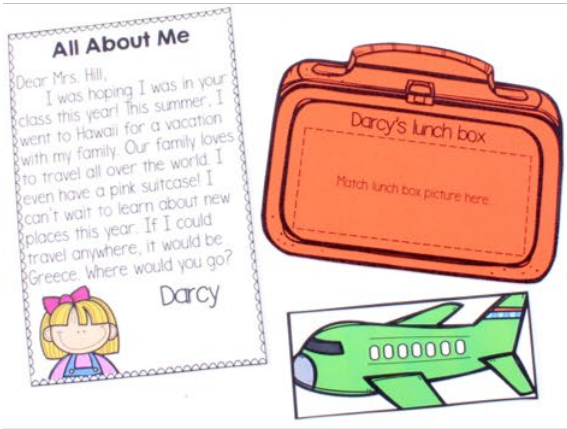 All About Me
Dear Mrs. Hill,
I was hoping I was in your
class this year! This summer, I
went to Hawaii for a vacation
with my family. Our family loves
to travel all over the world. I
even have a pink suitcase! I
can't wait to learn about new
places this year. If I could
travel anywhere, it would be
Greece. Where would you go?
Darcy
Darcy's lunch box
Match lunch box picture here.